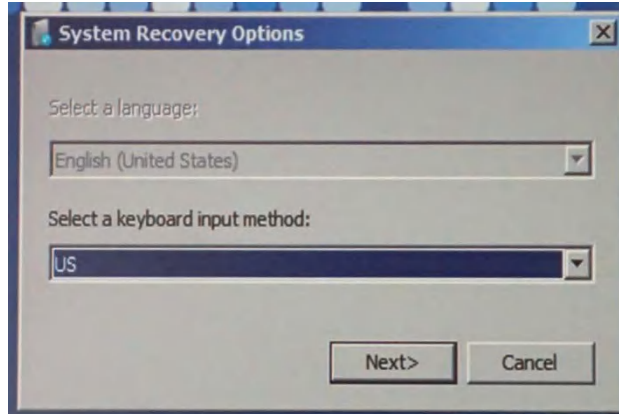 System Recovery Options
Select a language:
English (United States)
Select a keyboard input method:
US
Next>
Cancel